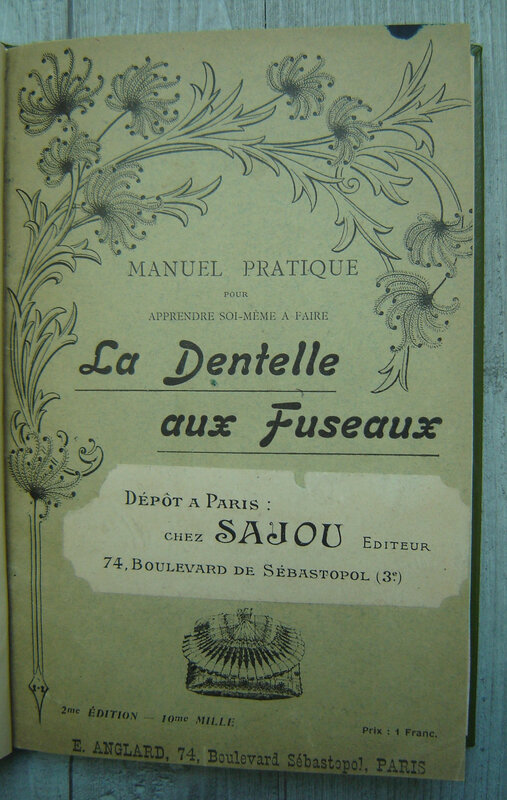 MANUEL PRATIQUE
POUR
APPRENDRE SOI-MÊME A FAIRE
La Dentelle
aux Fuseaux
DÉPÔT A PARIS :
CHEZ SAJOU EDITEUR
74, BOULEVARD DE SÉBASTOPOL (3e)
2me ÉDITION — 10me MILLE
Prix : 1 Franc.
E. ANGLARD, 74, Boulevard Sébastopol, PARIS